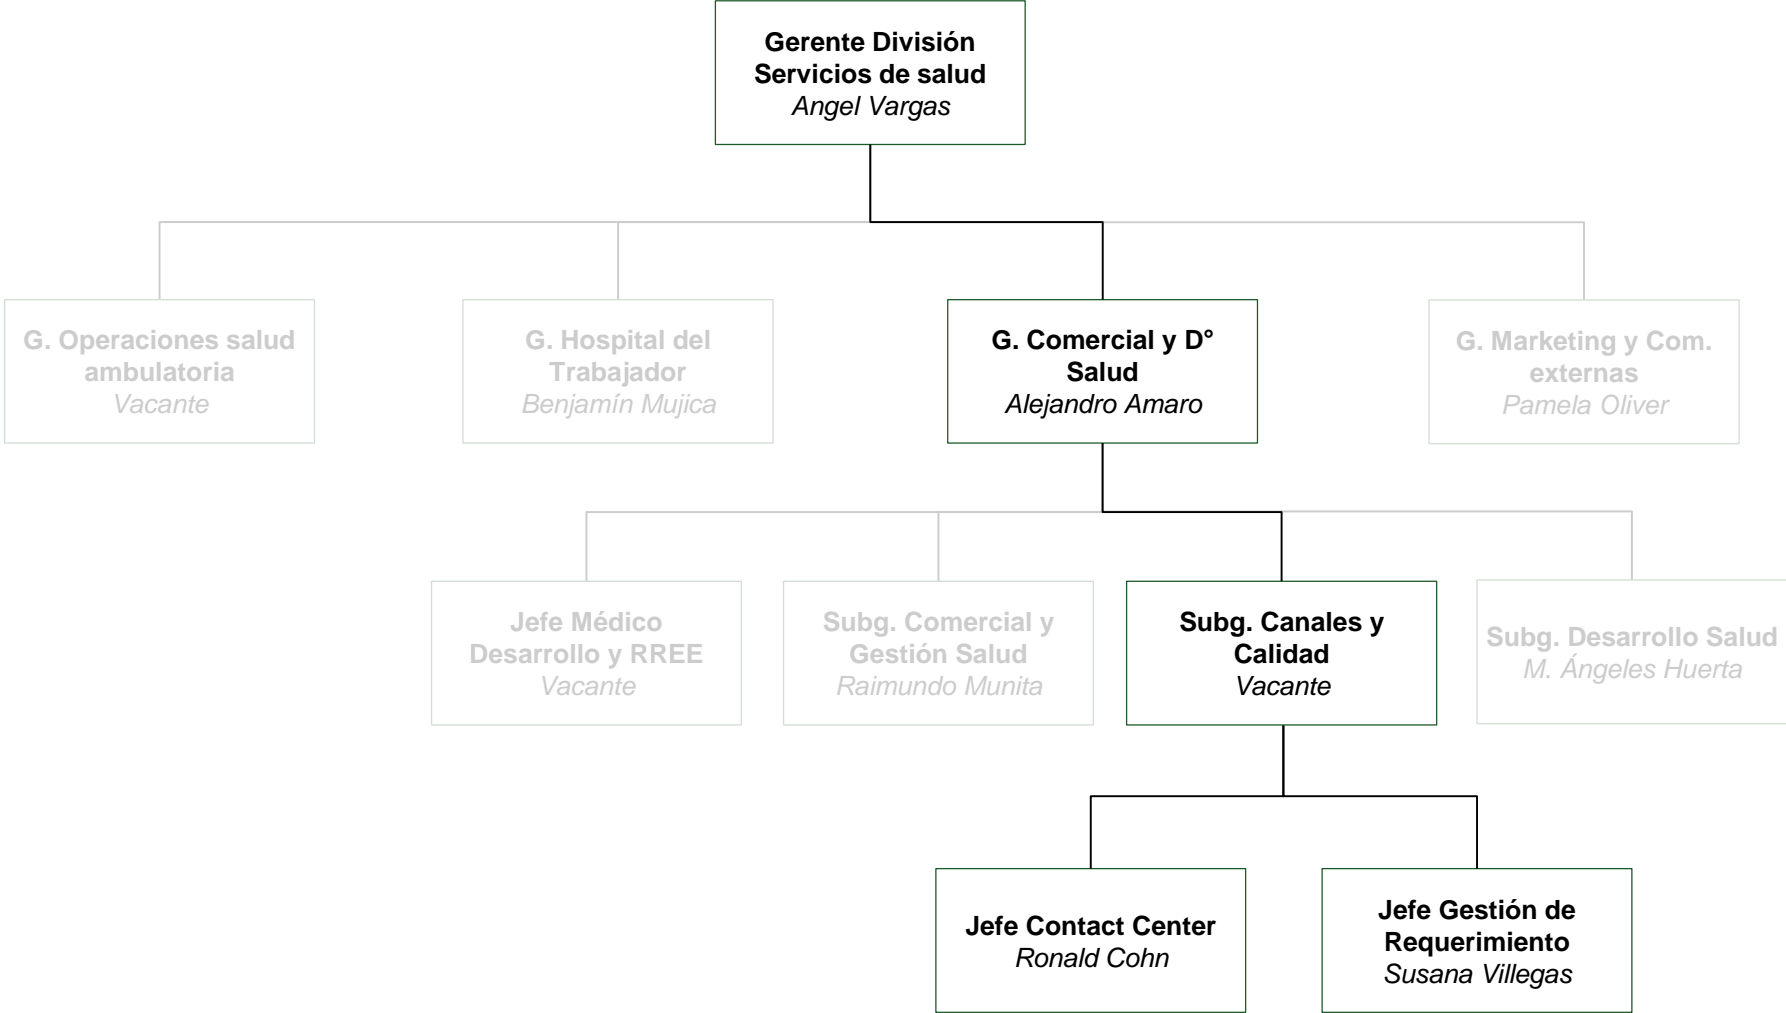 Gerente División
Servicios de salud
Angel Vargas
G. Operaciones salud
ambulatoria
Vacante
G. Hospital del
Trabajador
Benjamín Mujica
G. Comercial y D°
Salud
Alejandro Amaro
G. Marketing y Com.
externas
Pamela Oliver
Jefe Médico
Desarrollo y RREE
Vacante
Subg. Comercial y
Gestión Salud
Raimundo Munita
Subg. Canales y
Calidad
Vacante
Subg. Desarrollo Salud
M. Ángeles Huerta
Jefe Contact Center
Ronald Cohn
Jefe Gestión de
Requerimiento
Susana Villegas